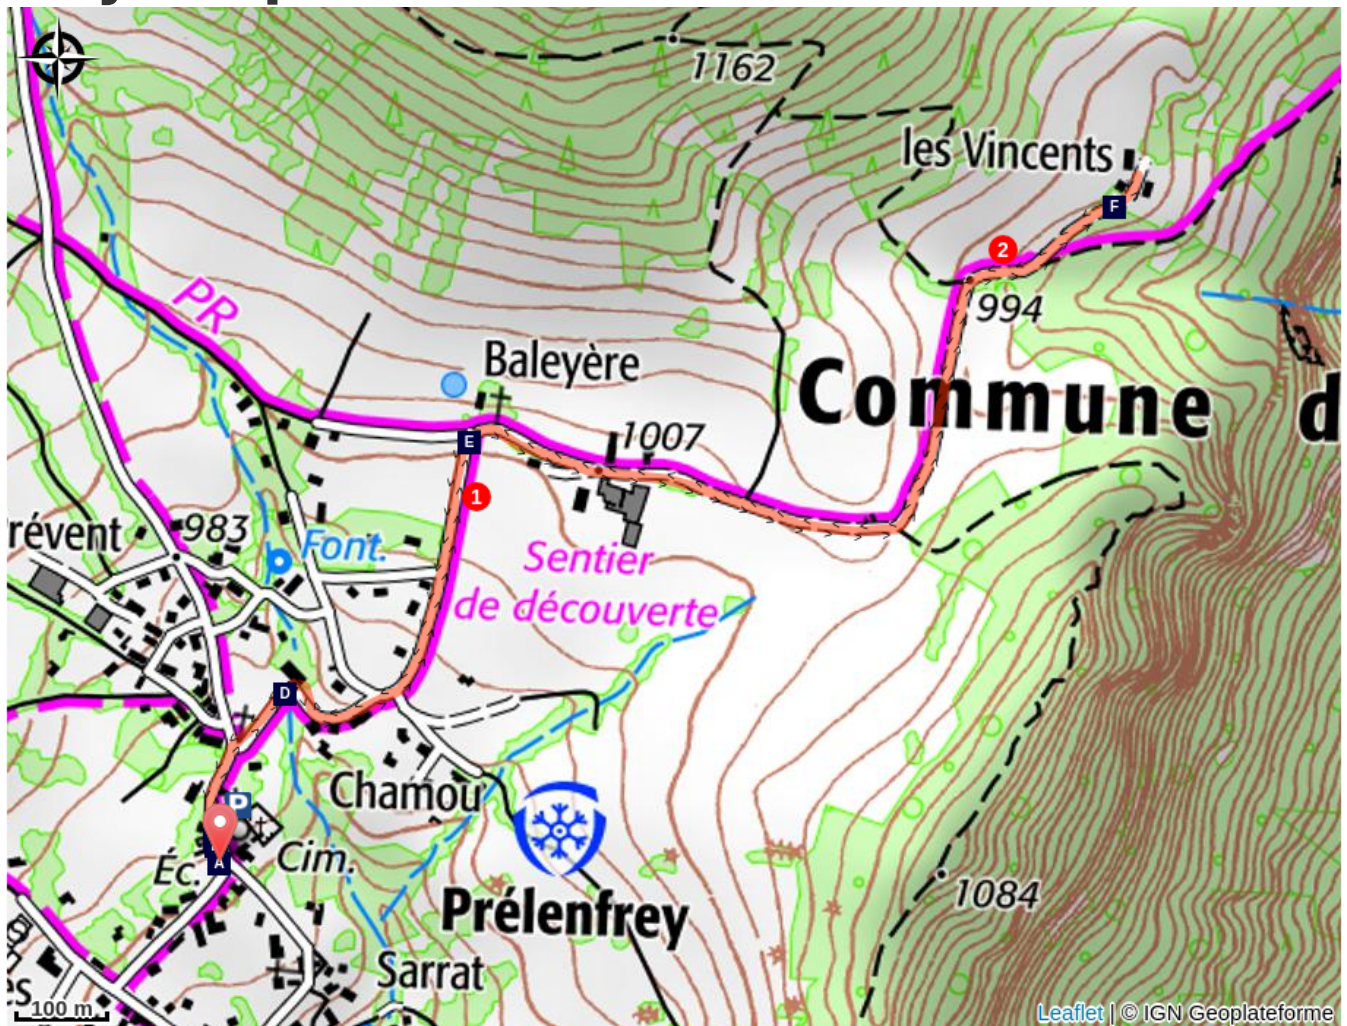 1162
les Vincents
F
2
PR
994
Baleyère
Commune d
1007
E
1
983
Font.
révent
Sentier
de découverte
D
P
Chamou
A
Éc.
Cim.
Prélenfrey
1084
Sarrat
es
100 m
Leaflet | © IGN Geoplateforme